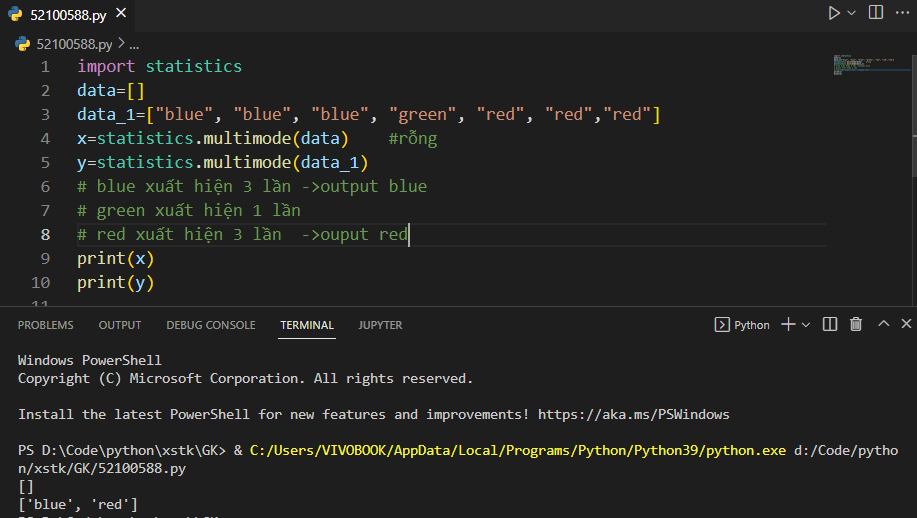 52100588.py
52100588.py > ...
1 import statistics
2 data=[]
3 data_1=["blue", "blue", "blue", "green", "red", "red","red"]
4 x=statistics.multimode(data)    #rỗng
5 y=statistics.multimode(data_1)
6 # blue xuất hiện 3 lần ->output blue
7 # green xuất hiện 1 lần
8 # red xuất hiện 3 lần  ->ouput red
9 print(x)
10 print(y)
11
PROBLEMS OUTPUT DEBUG CONSOLE TERMINAL JUPYTER Python
Windows PowerShell
Copyright (C) Microsoft Corporation. All rights reserved.
Install the latest PowerShell for new features and improvements! https://aka.ms/PSWindows
PS D:\Code\python\xstk\GK> & C:/Users/VIVOBOOK/AppData/Local/Programs/Python/Python39/python.exe d:/Code/pytho
n/xstk/GK/52100588.py
[]
['blue', 'red']